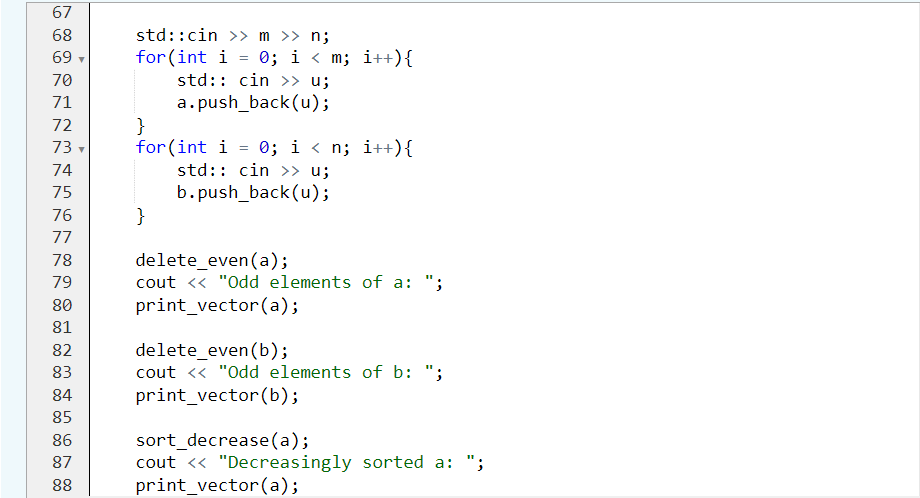 67
68 std::cin >> m >> n;
69 for(int i = 0; i < m; i++){
70 std:: cin >> u;
71 a.push_back(u);
72 }
73 for(int i = 0; i < n; i++){
74 std:: cin >> u;
75 b.push_back(u);
76 }
77
78 delete_even(a);
79 cout << "Odd elements of a: ";
80 print_vector(a);
81
82 delete_even(b);
83 cout << "Odd elements of b: ";
84 print_vector(b);
85
86 sort_decrease(a);
87 cout << "Decreasingly sorted a: ";
88 print_vector(a);